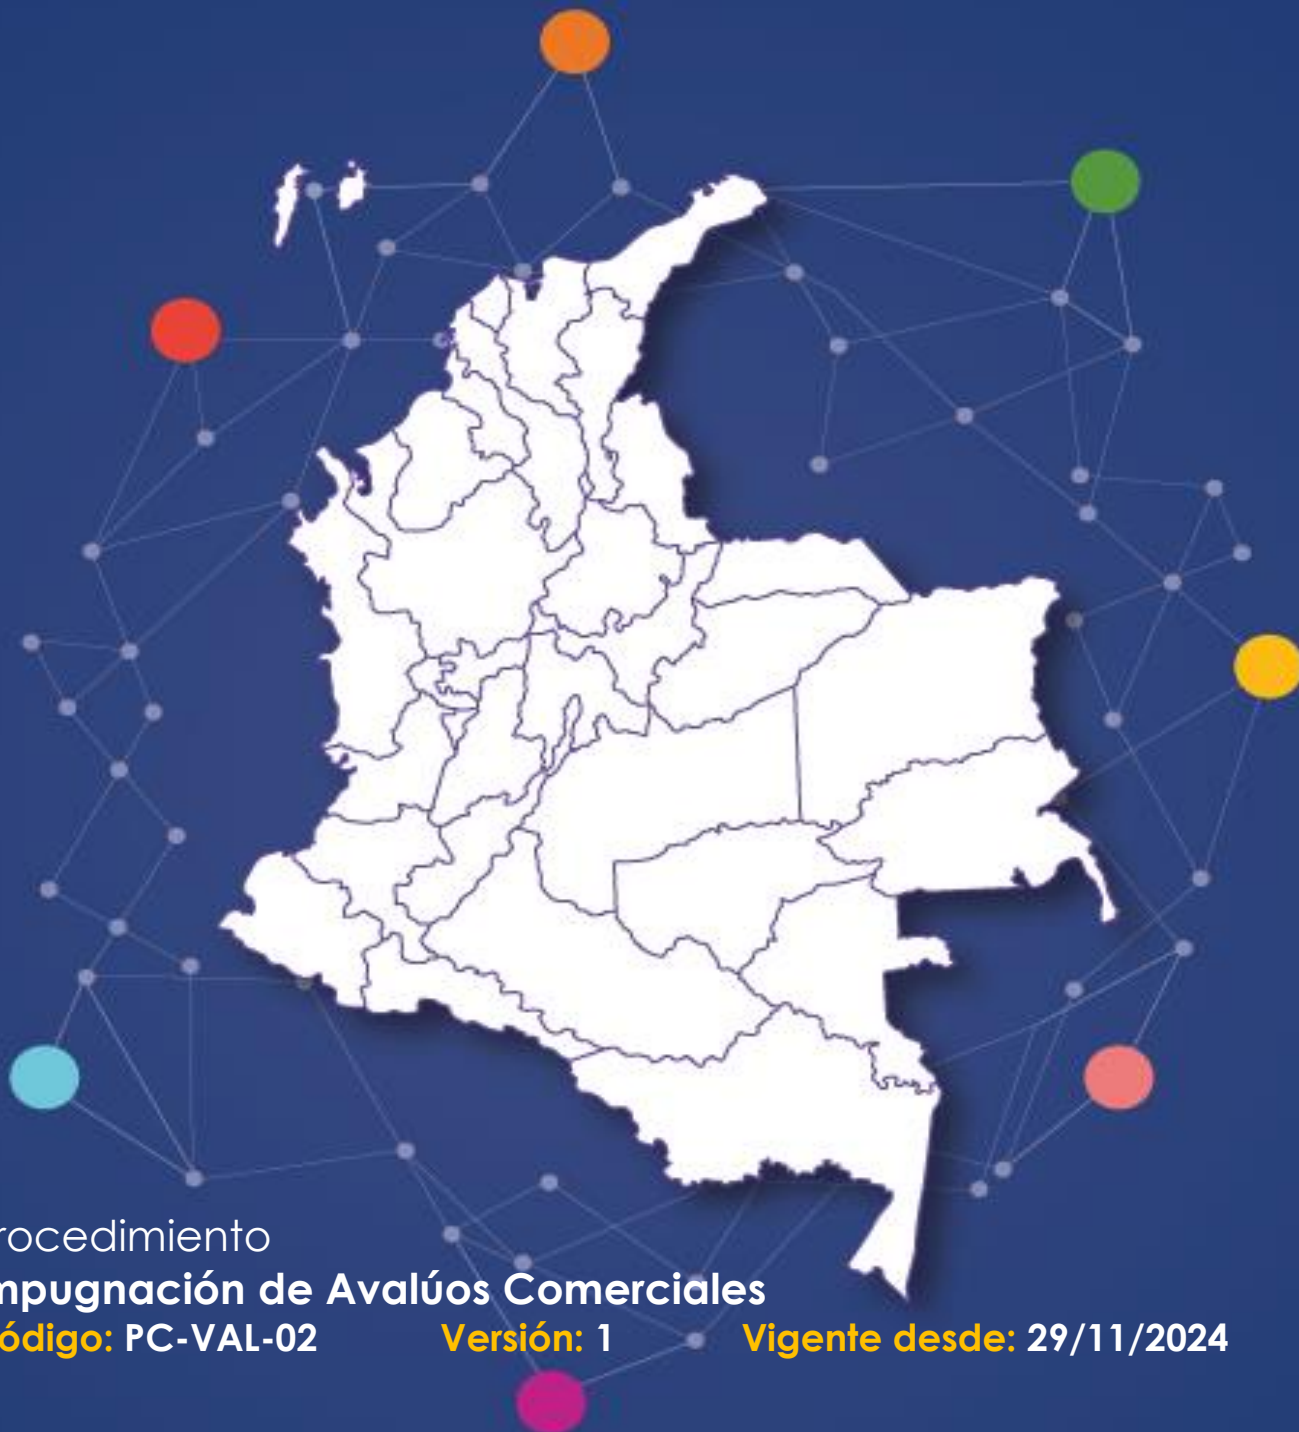 rocedimiento
mpugnación de Avalúos Comerciales
ódigo: PC-VAL-02 Versión: 1 Vigente desde: 29/11/2024